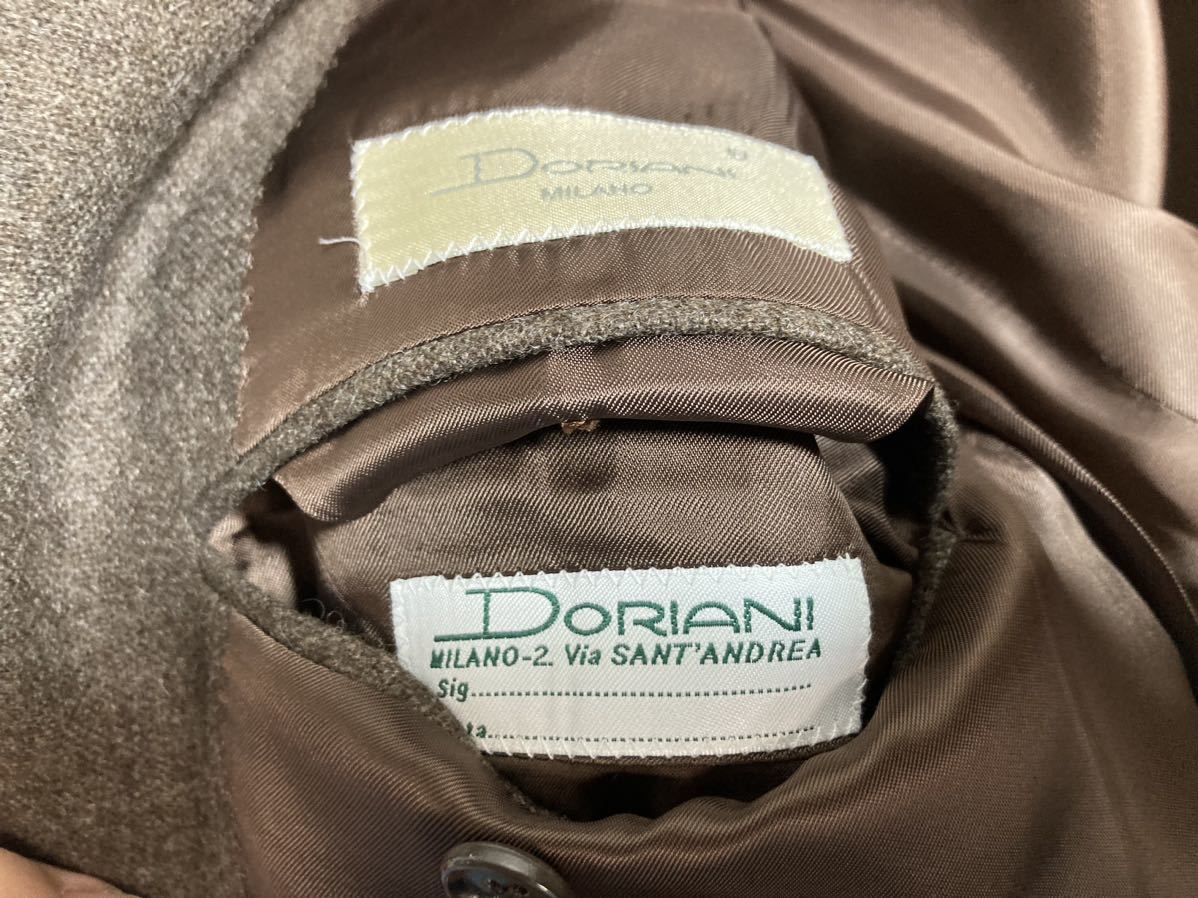 DORIANI
MILANO
DORIANI
MILANO-2. Via SANT'ANDREA
Sig.